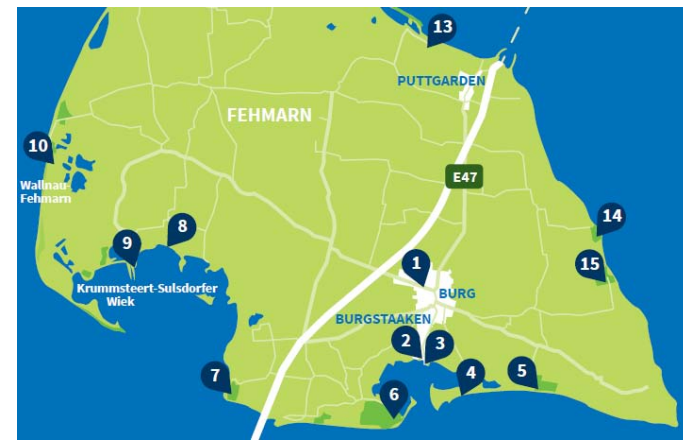 13
PUTTGARDEN
FEHMARN
10
E47
Wallnau-
Fehmarn
14
8
9
15
1
Krummsteert-Sulsdorfer
Wiek
BURG
BURGSTAAKEN
2
3
7
4
5
6